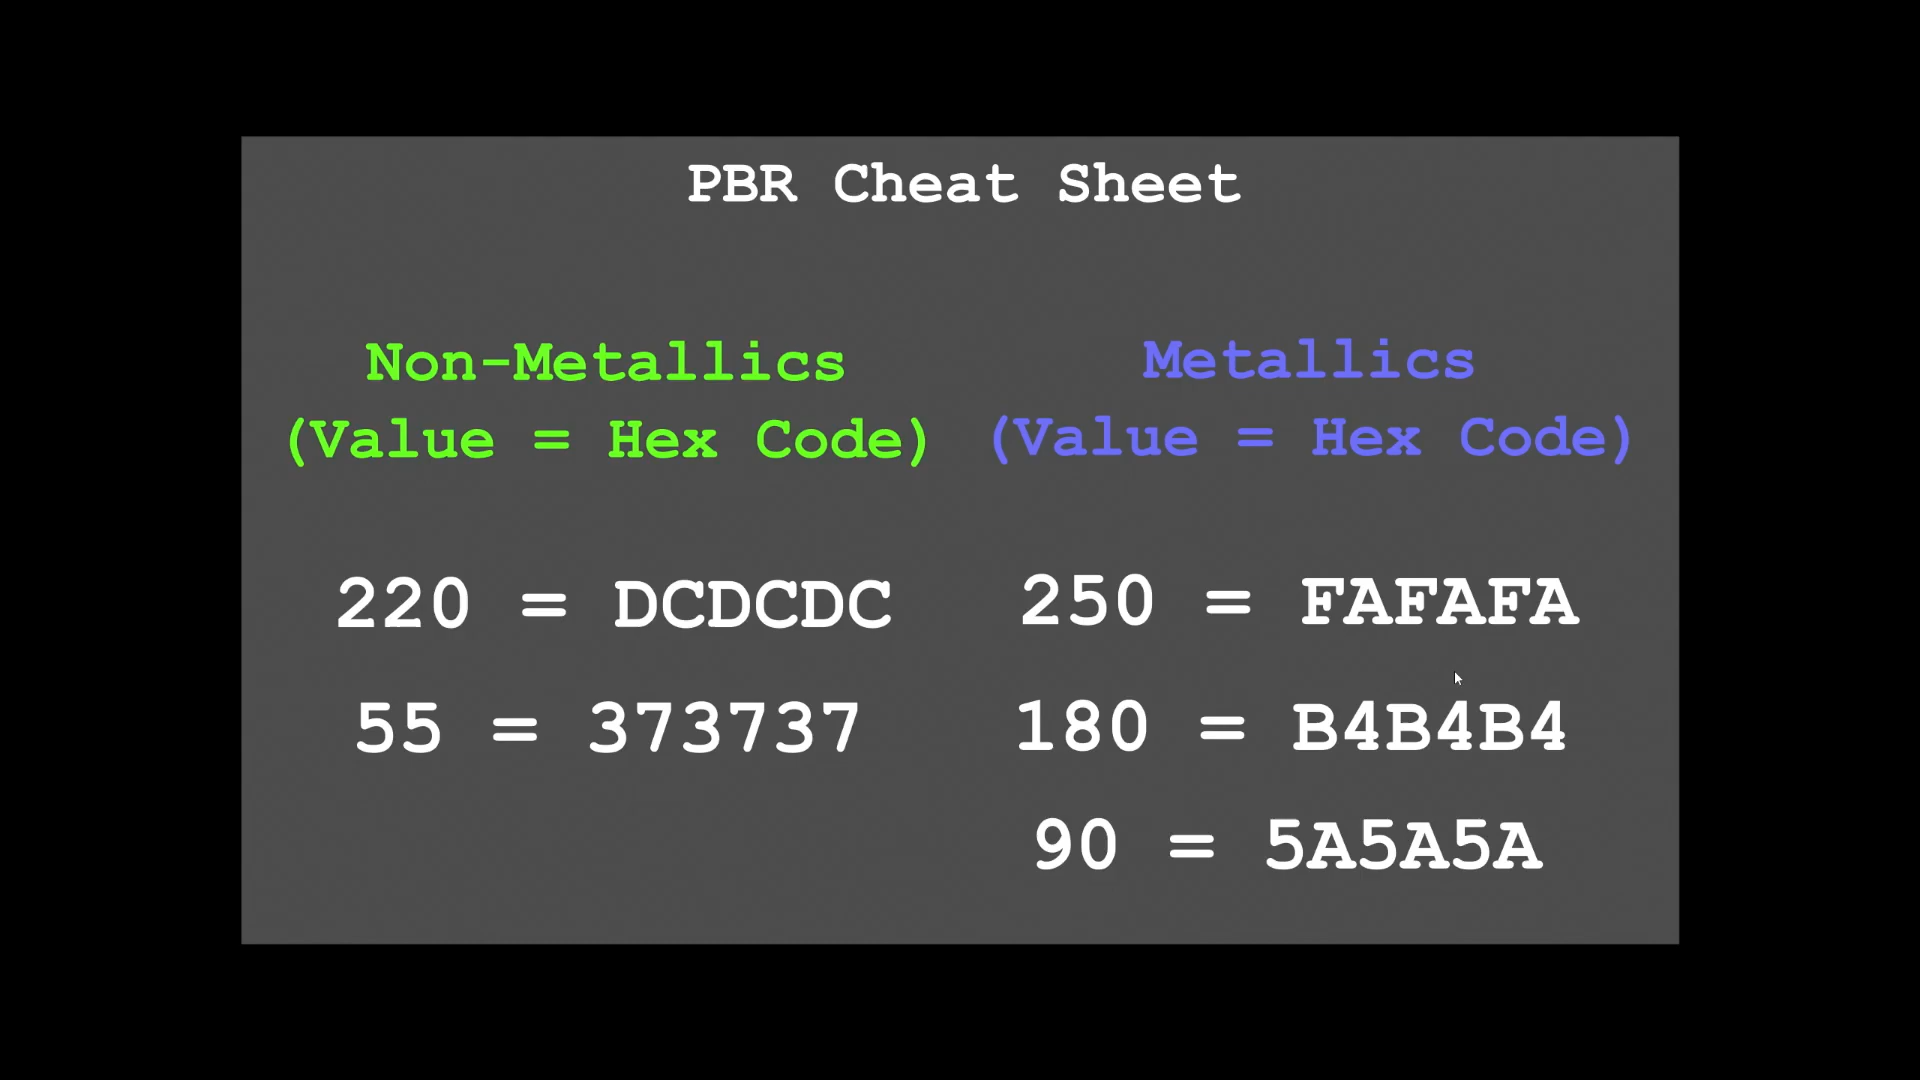 PBR Cheat Sheet
Non-Metallics
(Value = Hex Code)
220 = DCDCDC
55 = 373737
Metallics
(Value = Hex Code)
250 = FAFAFA
180 = B4B4B4
90 = 5A5A5A